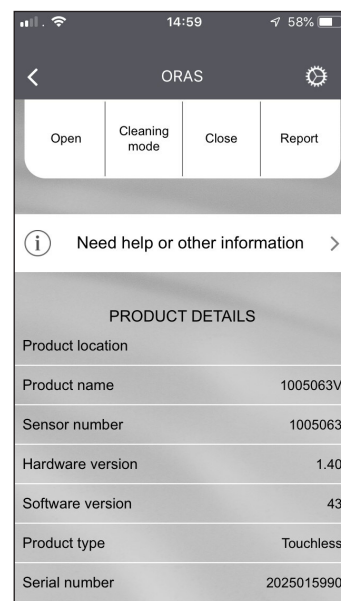 14:59 58%
ORAS
Open Cleaning mode Close Report
Need help or other information
PRODUCT DETAILS
Product location
Product name 1005063V
Sensor number 1005063
Hardware version 1.40
Software version 43
Product type Touchless
Serial number 2025015990